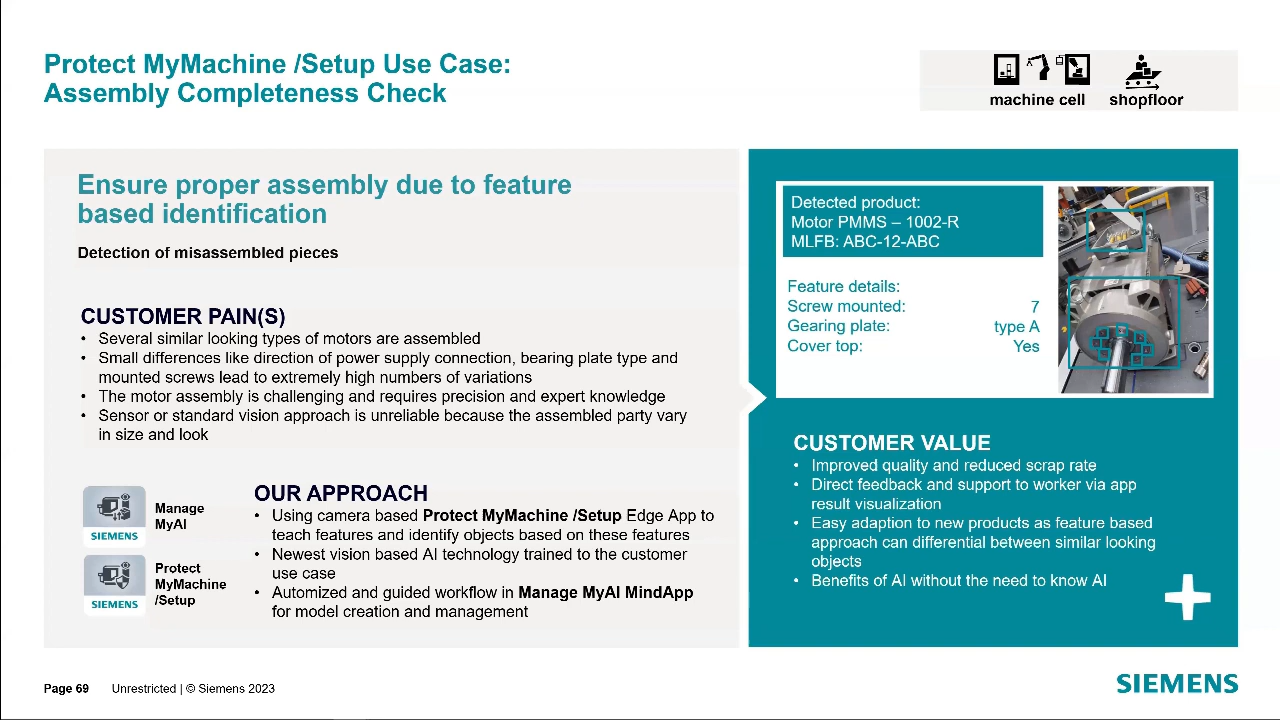 Protect MyMachine /Setup Use Case:
Assembly Completeness Check
machine cell
shopfloor
Ensure proper assembly due to feature
based identification
Detection of misassembled pieces
CUSTOMER PAIN(S)
• Several similar looking types of motors are assembled
• Small differences like direction of power supply connection, bearing plate type and
mounted screws lead to extremely high numbers of variations
• The motor assembly is challenging and requires precision and expert knowledge
• Sensor or standard vision approach is unreliable because the assembled party vary
in size and look
Manage
MyAI
SIEMENS
Protect
MyMachine
/Setup
SIEMENS
OUR APPROACH
• Using camera based Protect MyMachine /Setup Edge App to
teach features and identify objects based on these features
• Newest vision based AI technology trained to the customer
use case
• Automized and guided workflow in Manage MyAI MindApp
for model creation and management
Detected product:
Motor PMMS – 1002-R
MLFB: ABC-12-ABC
Feature details:
Screw mounted: 7
Gearing plate: type A
Cover top: Yes
CUSTOMER VALUE
• Improved quality and reduced scrap rate
• Direct feedback and support to worker via app
result visualization
• Easy adaption to new products as feature based
approach can differential between similar looking
objects
• Benefits of AI without the need to know AI
Page 69 Unrestricted | © Siemens 2023
SIEMENS